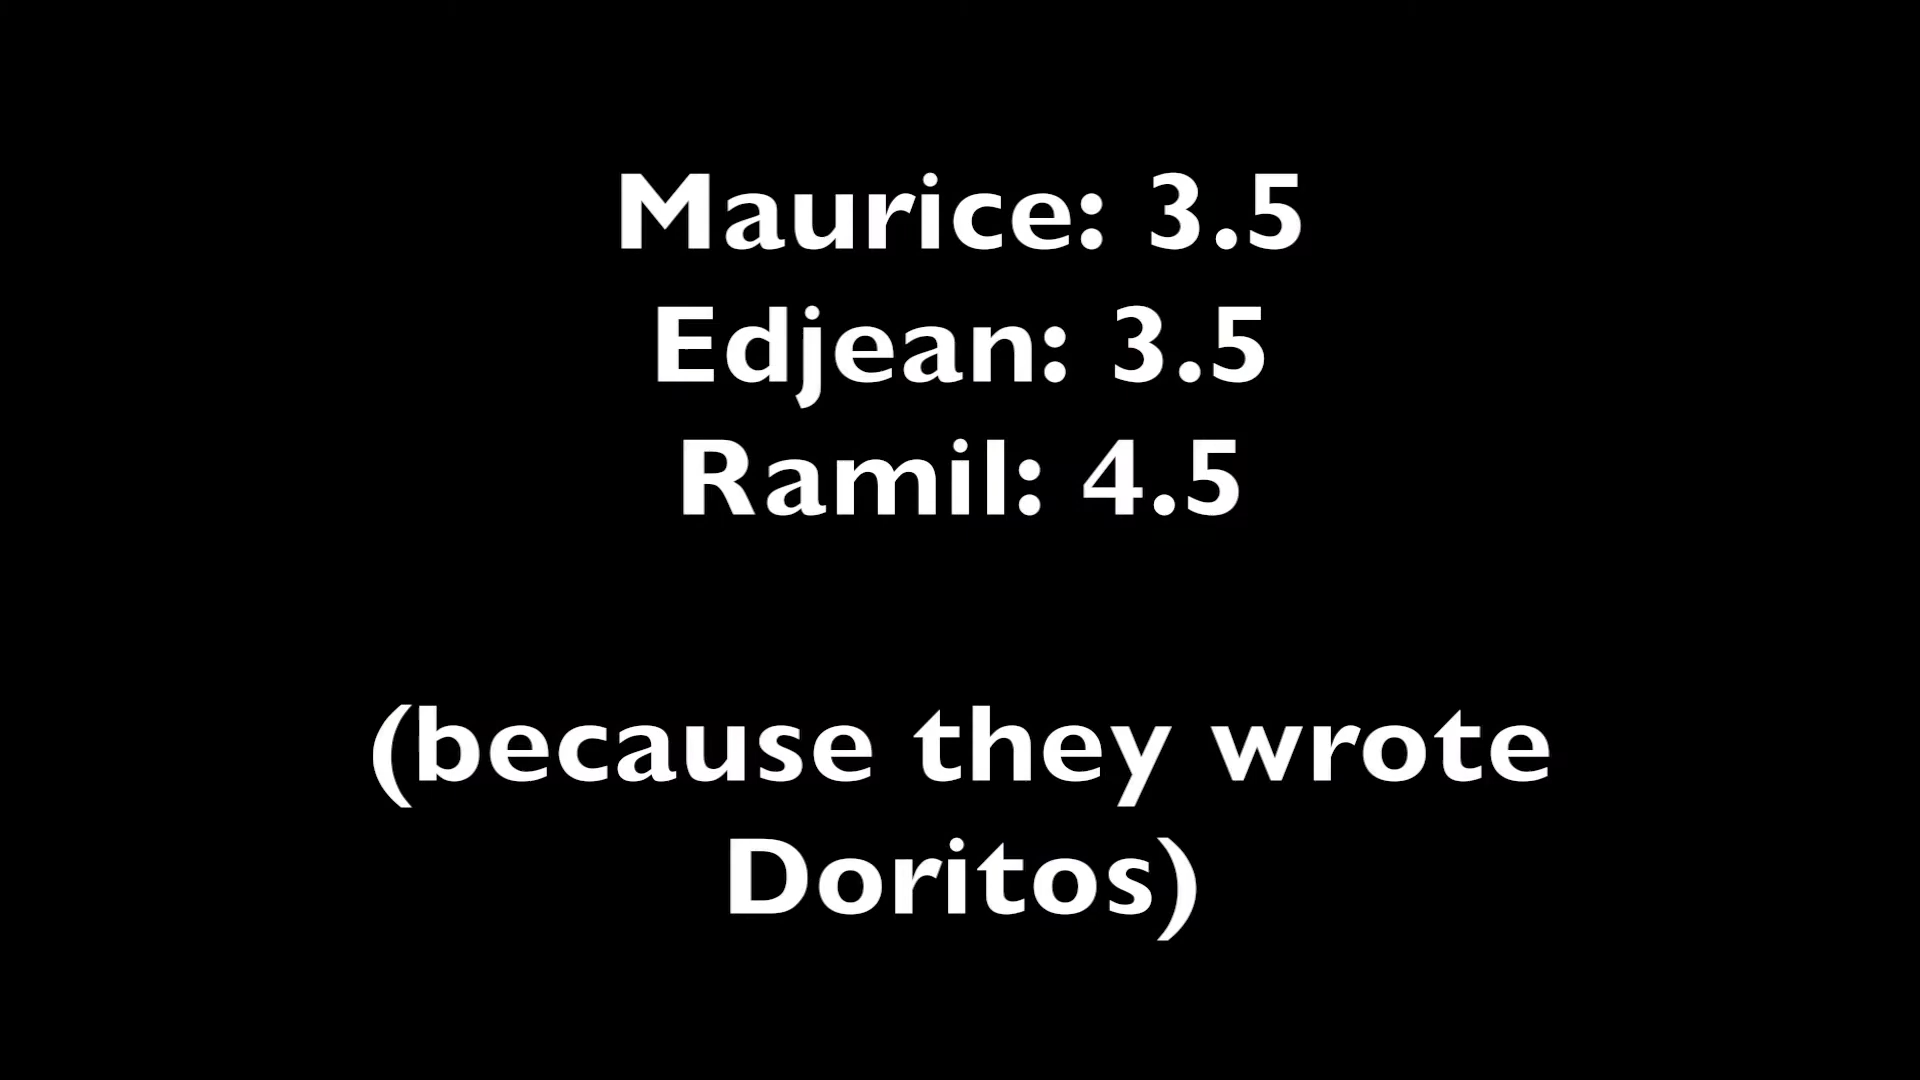 Maurice: 3.5
Edjean: 3.5
Ramil: 4.5
(because they wrote
Doritos)